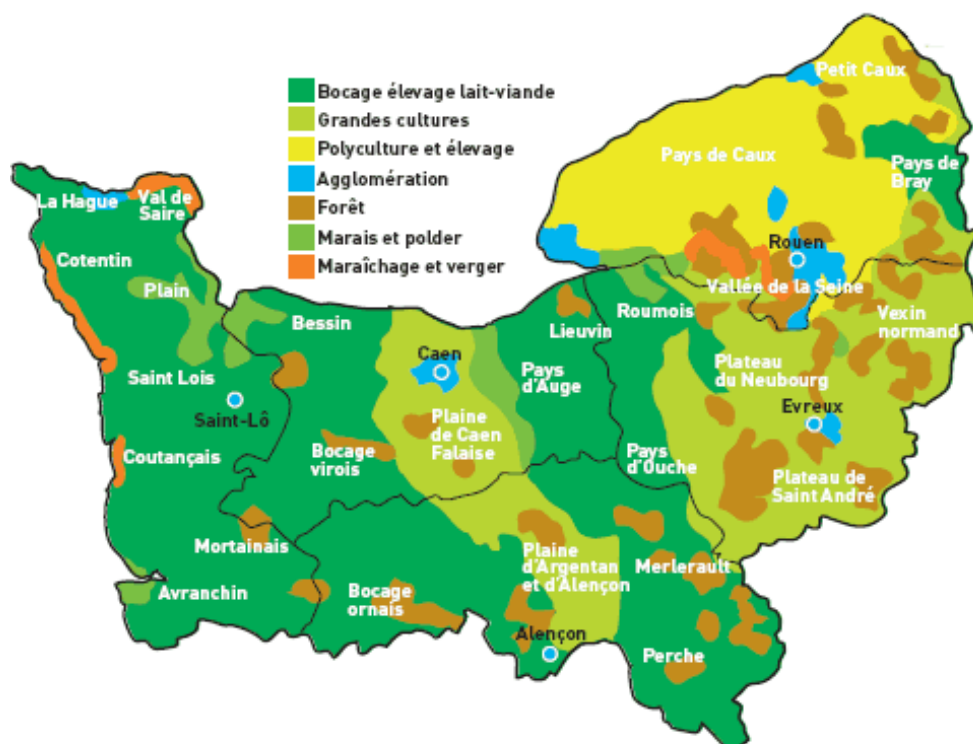 Bocage élevage lait-viande
Grandes cultures
Polyculture et élevage
Agglomération
Forêt
Marais et polder
Maraîchage et verger
Petit Caux
Pays de Caux
Pays de
Bray
La Hague
Val de
Saire
Cotentin
Plain
Rouen
Vallée de la Seine
Bessin
Lieuvin
Roumois
Vexin
normand
Caen
Pays
d'Auge
Plateau
du Neubourg
Saint Lois
Saint-Lô
Evreux
Plaine
de Caen
Falaise
Coutançais
Bocage
virois
Pays
d'Ouche
Plateau de
Saint André
Mortainais
Plaine
d'Argentan
et d'Alençon
Merlerault
Avranchin
Bocage
ornais
Alençon
Perche